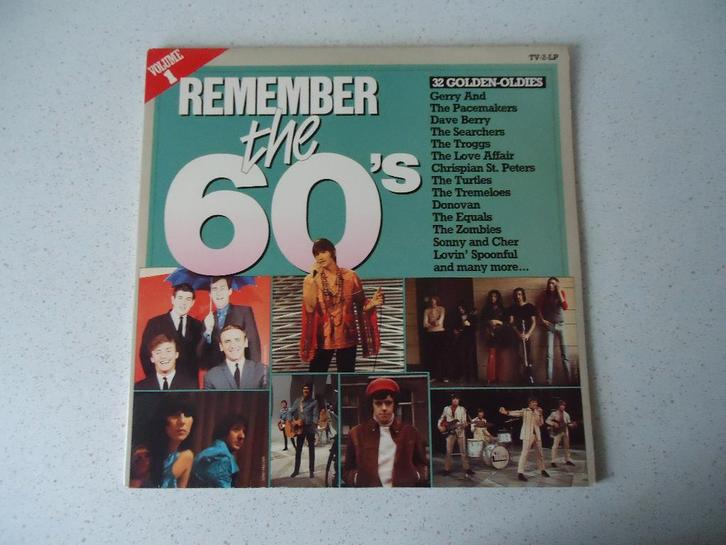 VOLUME
1
REMEMBER
the
60's
TV-2-LP
32 GOLDEN-OLDIES
Gerry And
The Pacemakers
Dave Berry
The Searchers
The Troggs
The Love Affair
Chrispian St. Peters
The Turtles
The Tremeloes
Donovan
The Equals
The Zombies
Sonny and Cher
Lovin' Spoonful
and many more...